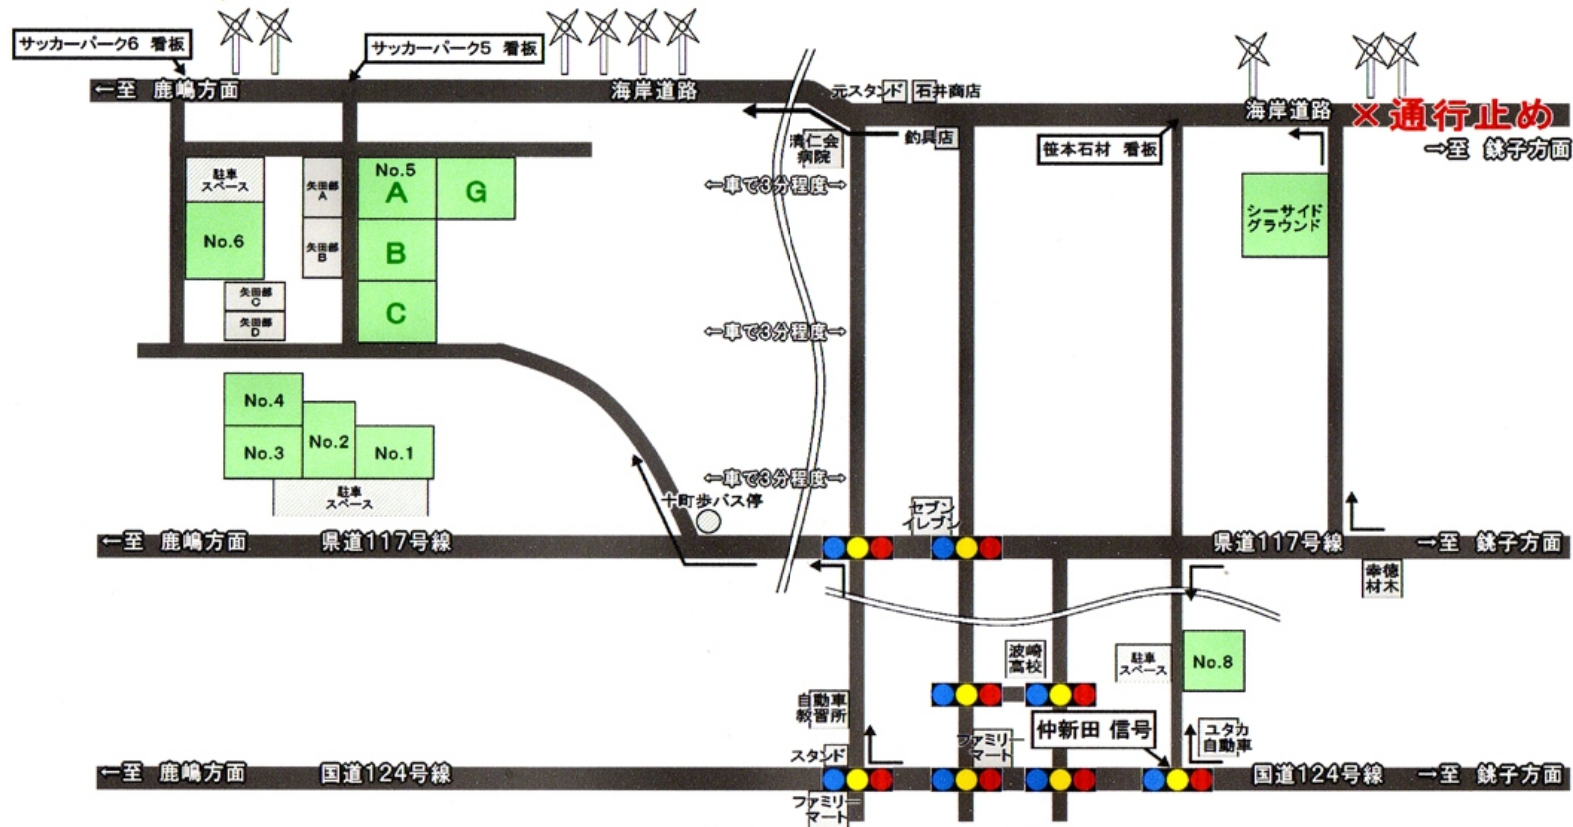 サッカーパーク6 看板
サッカーパーク5 看板
←至 鹿嶋方面
海岸道路
元スタンド
石井商店
海岸道路
×通行止め
→至 銚子方面
清仁会
病院
釣具店
笹本石材 看板
駐車
スペース
No.6
矢田部
A
矢田部
B
矢田部
C
矢田部
D
No.5
A
G
B
C
←車で3分程度→
←車で3分程度→
←車で3分程度→
シーサイド
グラウンド
No.4
No.3
No.2
No.1
駐車
スペース
十町歩バス停
セブン
イレブン
←至 鹿嶋方面
県道117号線
県道117号線
→至 銚子方面
幸徳
材木
波崎
高校
駐車
スペース
No.8
自動車
教習所
仲新田 信号
ユタカ
自動車
スタンド
ファミリー
マート
←至 鹿嶋方面
国道124号線
国道124号線
→至 銚子方面
ファミリー
マート